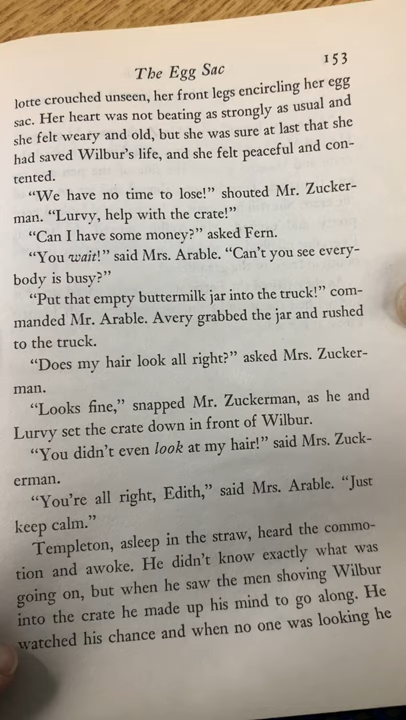 The Egg Sac
153
lotte crouched unseen, her front legs encircling her egg
sac. Her heart was not beating as strongly as usual and
she felt weary and old, but she was sure at last that she
had saved Wilbur's life, and she felt peaceful and con-
tented.
“We have no time to lose!” shouted Mr. Zucker-
man. “Lurvy, help with the crate!”
“Can I have some money?” asked Fern.
“You wait!” said Mrs. Arable. “Can't you see every-
body is busy?”
“Put that empty buttermilk jar into the truck!” com-
manded Mr. Arable. Avery grabbed the jar and rushed
to the truck.
“Does my hair look all right?” asked Mrs. Zucker-
man.
“Looks fine,” snapped Mr. Zuckerman, as he and
Lurvy set the crate down in front of Wilbur.
“You didn't even look at my hair!” said Mrs. Zuck-
erman.
“You're all right, Edith,” said Mrs. Arable. “Just
keep calm.”
Templeton, asleep in the straw, heard the commo-
tion and awoke. He didn't know exactly what was
going on, but when he saw the men shoving Wilbur
into the crate he made up his mind to go along. He
watched his chance and when no one was looking he